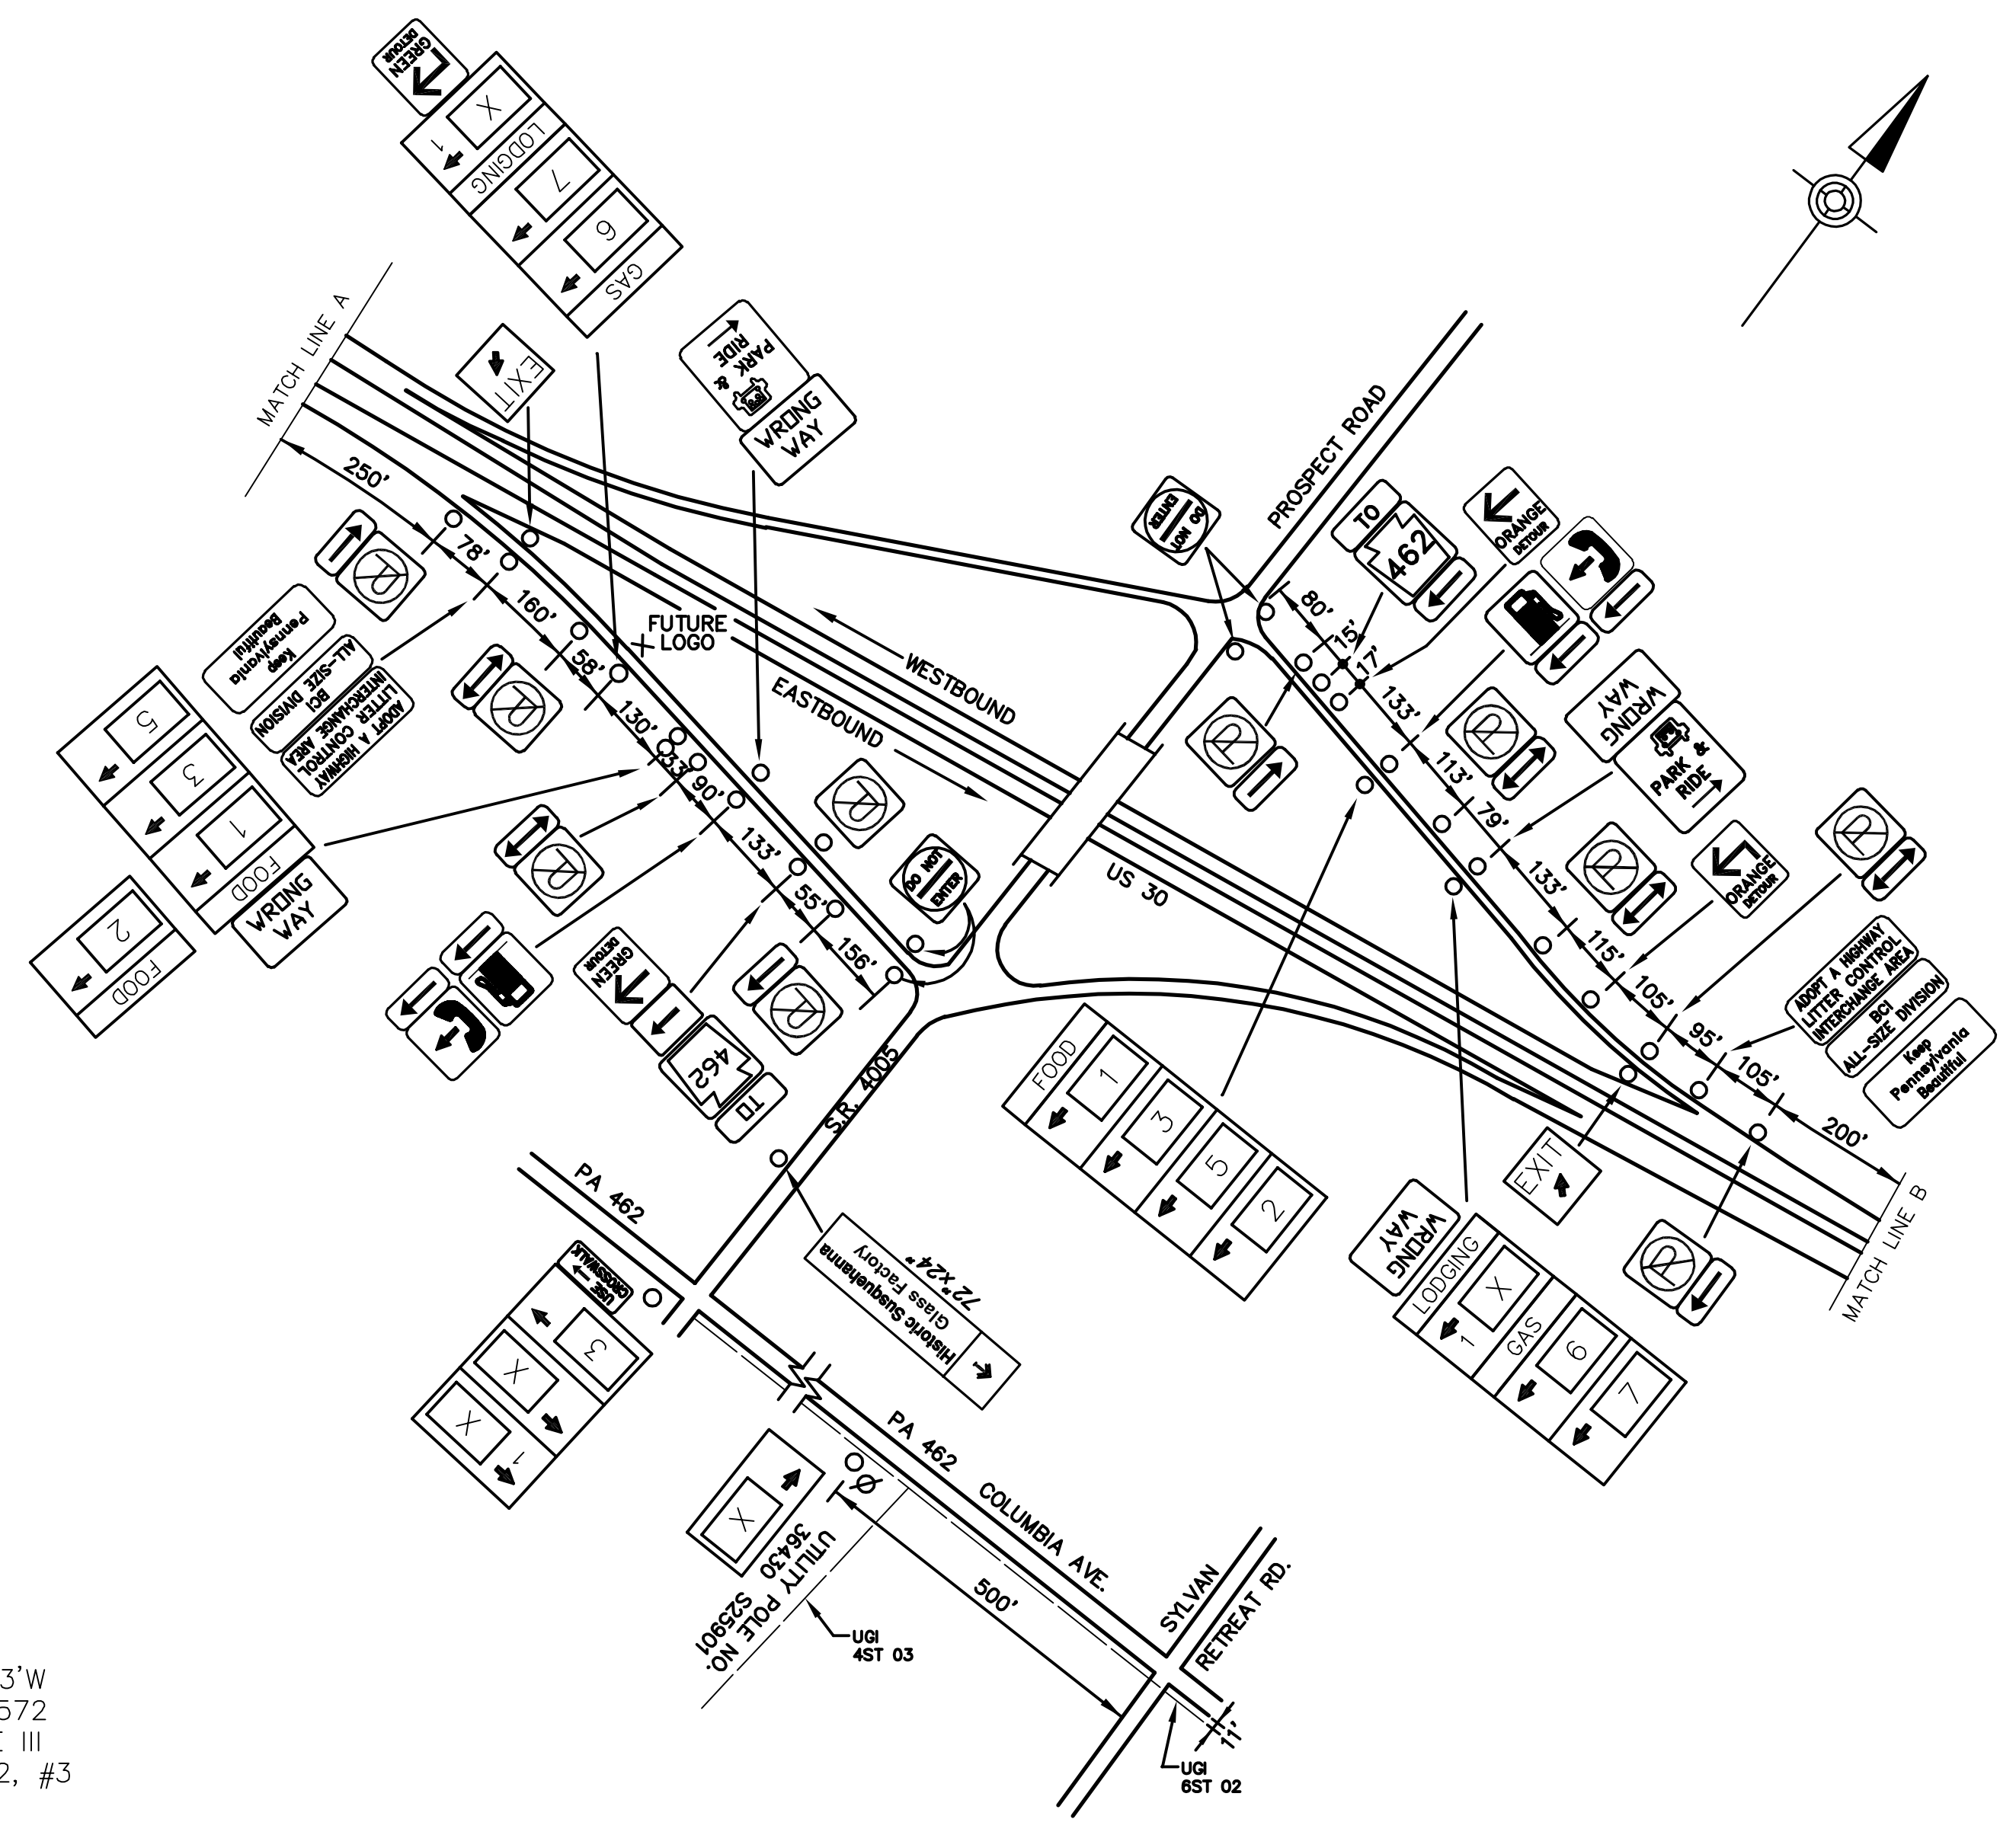 GREEN
DETOUR
X
1
LODGING
7
6
GAS
MATCH LINE A
EXIT
PARK &
RIDE
WRONG
WAY
PROSPECT ROAD
DO NOT
ENTER
TO
462
ORANGE
DETOUR
250'
78'
160'
58'
130'
33'
90'
133'
55'
156'
P
Keep
Pennsylvania
Beautiful
BCI
ALL-SIZE DIVISION
ADOPT A HIGHWAY
LITTER CONTROL
INTERCHANGE AREA
P
FUTURE
LOGO
WESTBOUND
EASTBOUND
US 30
80'
15'
17'
133'
113'
79'
133'
115'
105'
95'
105'
200'
P
P
WRONG
WAY
PARK &
RIDE
P
ORANGE
DETOUR
P
5
3
1
FOOD
WRONG
WAY
2
FOOD
P
P
DO NOT
ENTER
GREEN
DETOUR
P
462
TO
S.R. 4005
ADOPT A HIGHWAY
LITTER CONTROL
INTERCHANGE AREA
BCI
ALL-SIZE DIVISION
Keep
Pennsylvania
Beautiful
FOOD
1
3
5
2
EXIT
P
MATCH LINE B
WRONG
WAY
LODGING
X
1
GAS
6
7
PA 462
USE
CROSSWALK
3
X
X
1
Historic Susquehanna
Glass Factory
1
72" x24"
PA 462
COLUMBIA AVE.
X
UTILITY POLE NO.
36430 S25901
500'
UGI
4ST 03
SYLVAN
RETREAT RD.
11'
UGI
6ST 02
3'W
572
III
2, #3